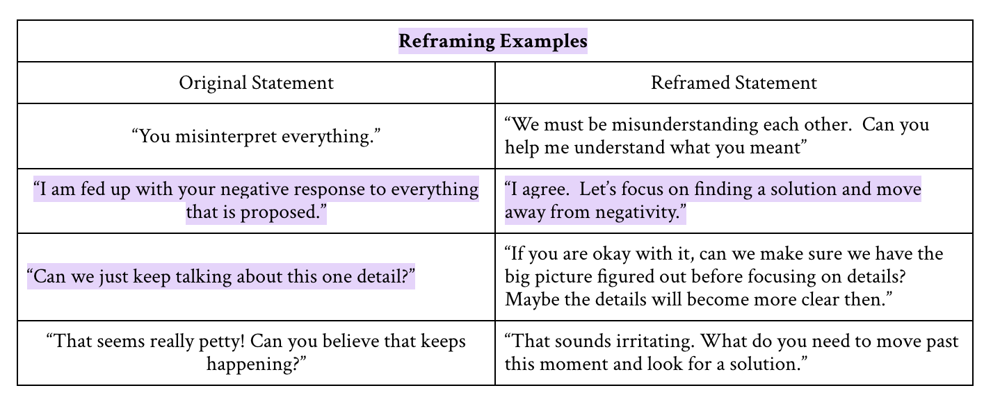 Reframing Examples
Original Statement
Reframed Statement
“You misinterpret everything.”
“We must be misunderstanding each other.  Can you
help me understand what you meant”
“I am fed up with your negative response to everything
that is proposed.”
“I agree.  Let’s focus on finding a solution and move
away from negativity.”
“Can we just keep talking about this one detail?”
“If you are okay with it, can we make sure we have the
big picture figured out before focusing on details?
Maybe the details will become more clear then.”
“That seems really petty! Can you believe that keeps
happening?”
“That sounds irritating. What do you need to move past
this moment and look for a solution.”